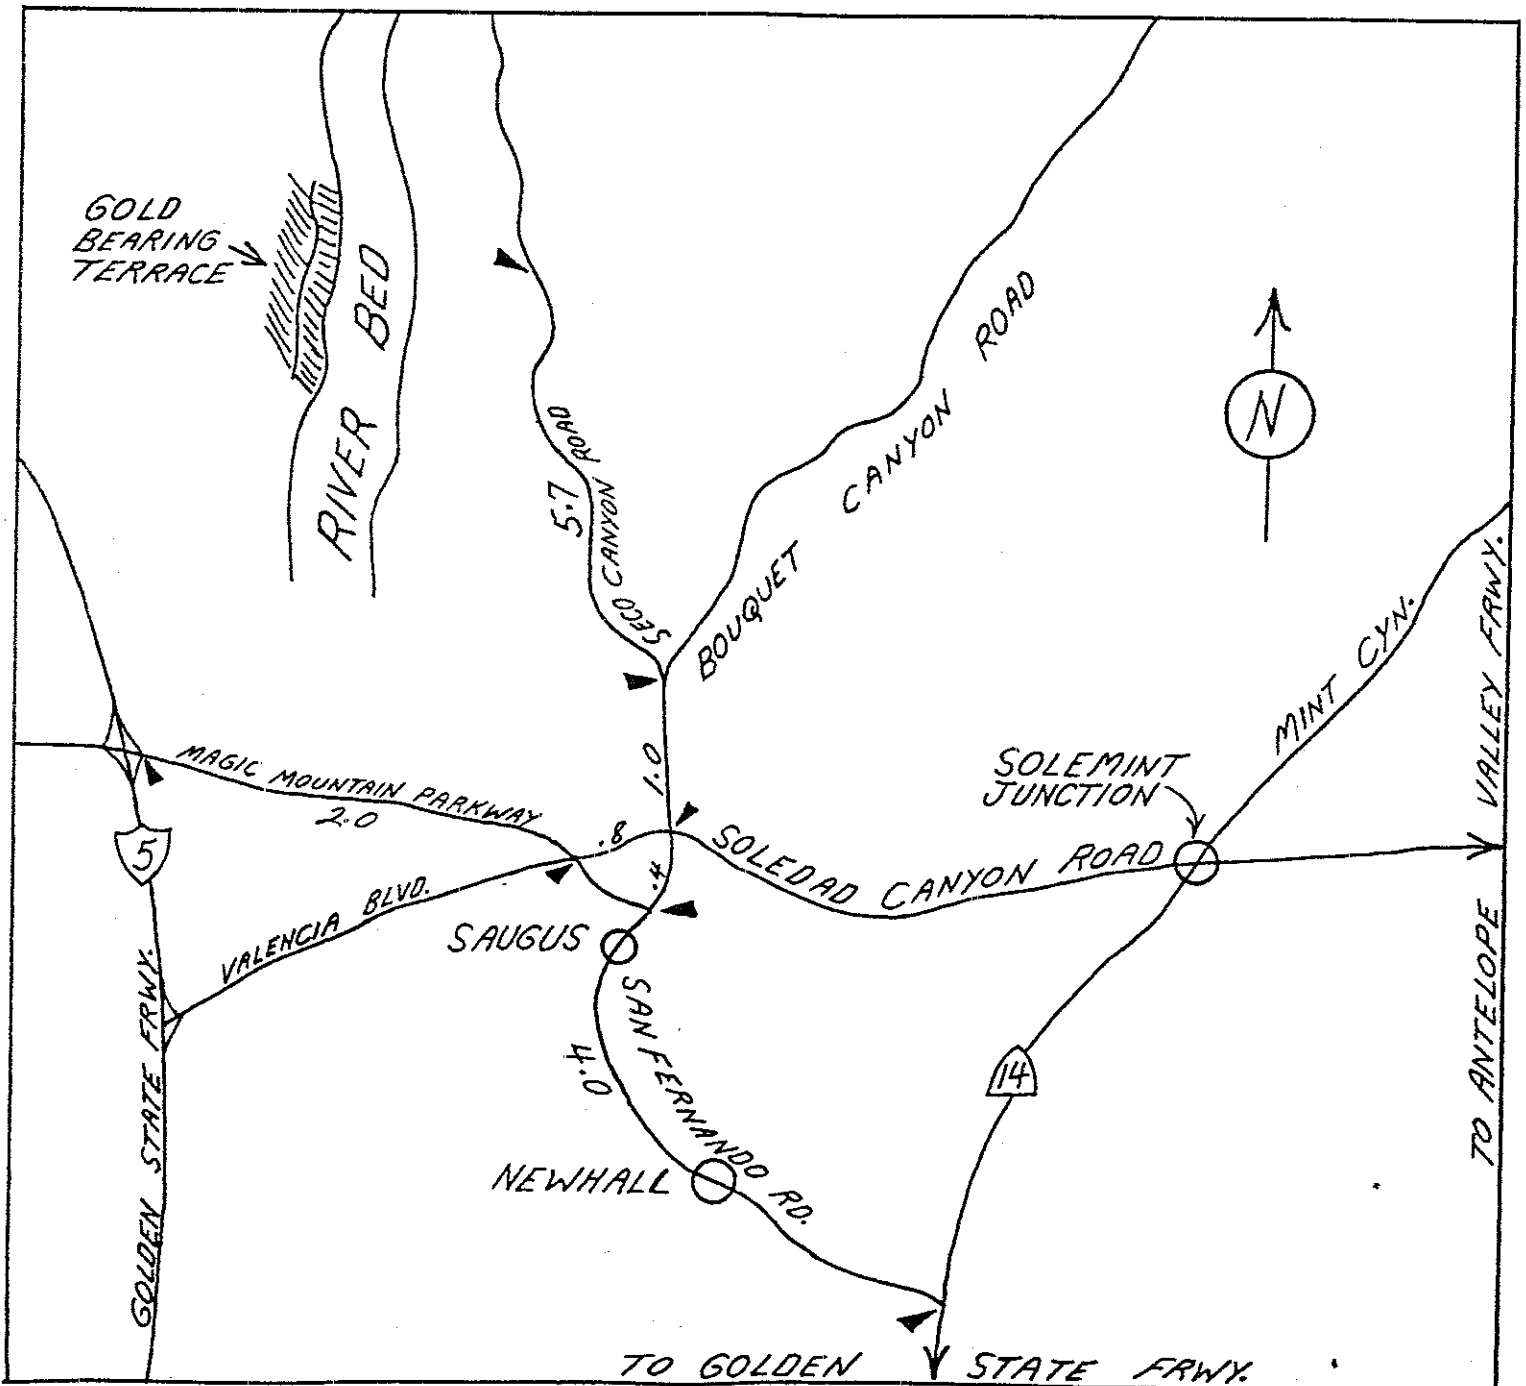 GOLD
BEARING
TERRACE
RIVER BED
5.7
SECO CANYON ROAD
BOUQUET CANYON ROAD
N
MINT CYN.
TO ANTELOPE VALLEY FRWY.
1.0
SOLEMINT
JUNCTION
MAGIC MOUNTAIN PARKWAY
2.0
.8
SOLEDAD CANYON ROAD
5
.4
VALENCIA BLVD.
SAUGUS
GOLDEN STATE FRWY.
SAN FERNANDO RD.
4.0
14
NEWHALL
TO GOLDEN STATE FRWY.